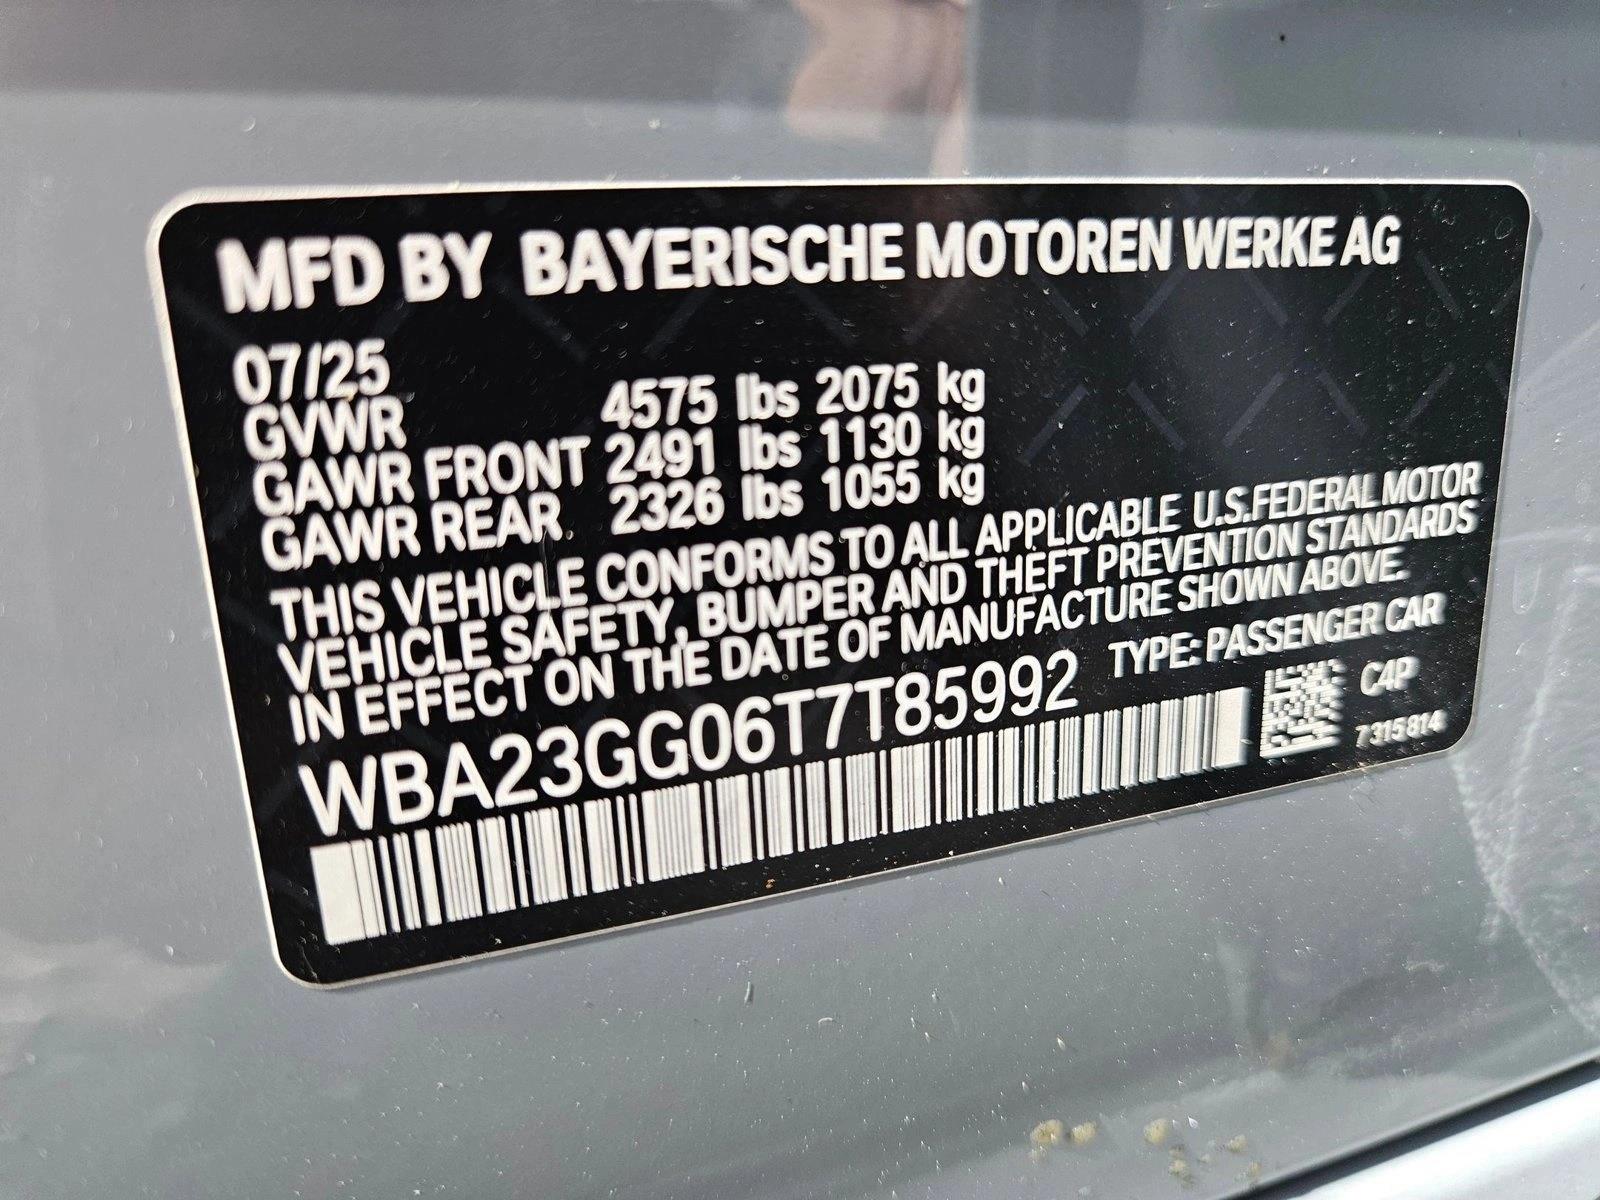 MFD BY BAYERISCHE MOTOREN WERKE AG
07/25
GVWR 4575 lbs 2075 kg
GAWR FRONT 2491 lbs 1130 kg
GAWR REAR 2326 lbs 1055 kg
THIS VEHICLE CONFORMS TO ALL APPLICABLE U.S.FEDERAL MOTOR
VEHICLE SAFETY, BUMPER AND THEFT PREVENTION STANDARDS
IN EFFECT ON THE DATE OF MANUFACTURE SHOWN ABOVE.
WBA23GG06T7T85992 TYPE: PASSENGER CAR
C4P
7315814